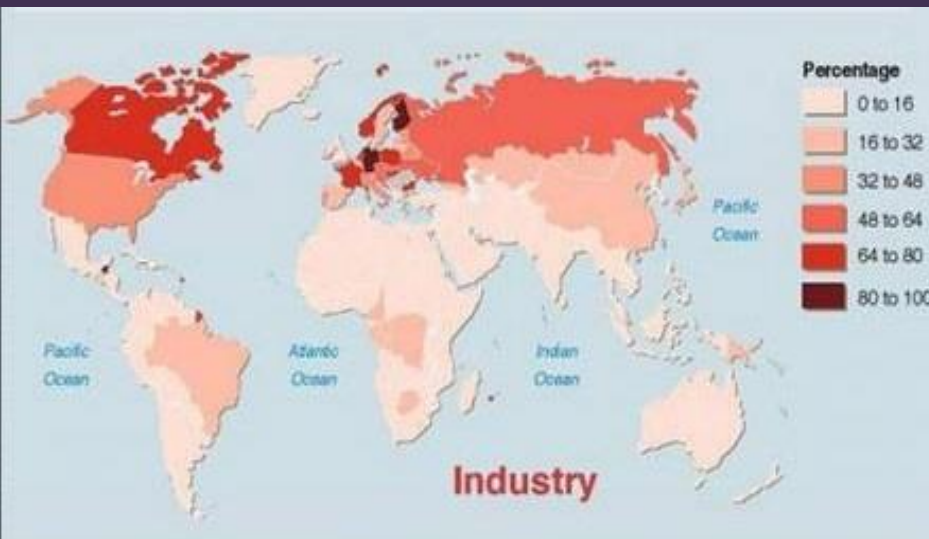 Percentage
0 to 16
16 to 32
32 to 48
48 to 64
64 to 80
80 to 100
Pacific
Ocean
Pacific
Ocean
Atlantic
Ocean
Indian
Ocean
Industry